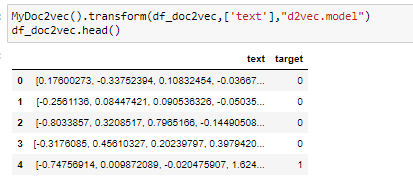 MyDoc2vec().transform(df_doc2vec,['text'],"d2vec.model")
df_doc2vec.head()
text target
0 [0.17600273, -0.33752394, 0.10832454, -0.03667... 0
1 [-0.2561136, 0.08447421, 0.090536326, -0.05035... 0
2 [-0.8033857, 0.3208517, 0.7965166, -0.14490508... 0
3 [-0.3176085, 0.45610327, 0.20239797, 0.3979420... 0
4 [-0.74756914, 0.009872089, -0.020475907, 1.624... 1